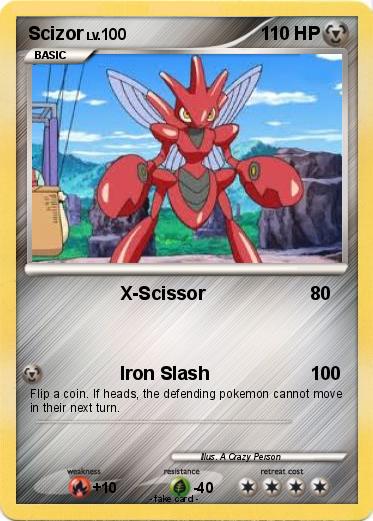 Scizor LV.100 110 HP
BASIC
X-Scissor 80
Iron Slash 100
Flip a coin. If heads, the defending pokemon cannot move
in their next turn.
Illus. A Crazy Person
weakness resistance retreat cost
+10 -40
- fake card -